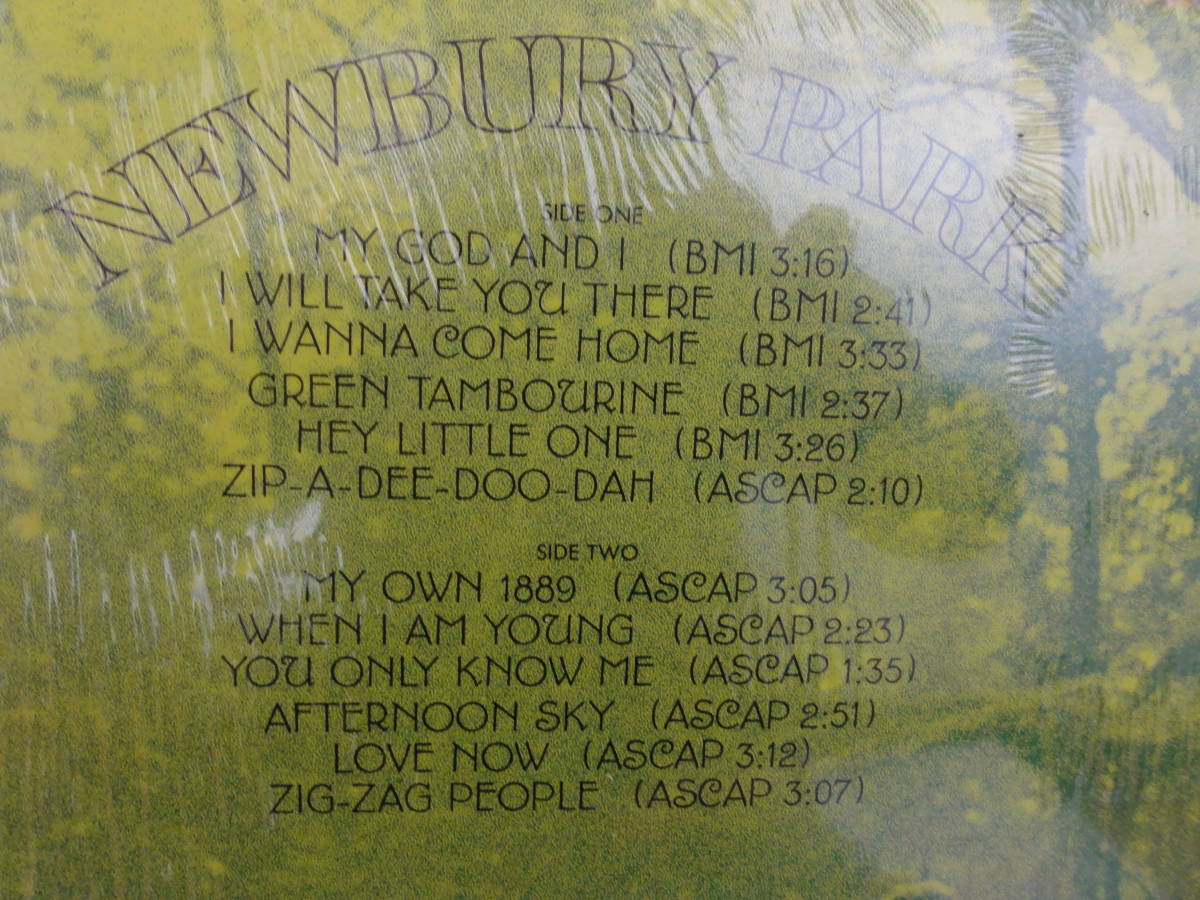 NEWBURY PARK
SIDE ONE
MY GOD AND I (BMI 3:16)
I WILL TAKE YOU THERE (BMI 2:41)
I WANNA COME HOME (BMI 3:33)
GREEN TAMBOURINE (BMI 2:37)
HEY LITTLE ONE (BMI 3:26)
ZIP-A-DEE-DOO-DAH (ASCAP 2:10)
SIDE TWO
MY OWN 1889 (ASCAP 3:05)
WHEN I AM YOUNG (ASCAP 2:23)
YOU ONLY KNOW ME (ASCAP 1:35)
AFTERNOON SKY (ASCAP 2:51)
LOVE NOW (ASCAP 3:12)
ZIG-ZAG PEOPLE (ASCAP 3:07)